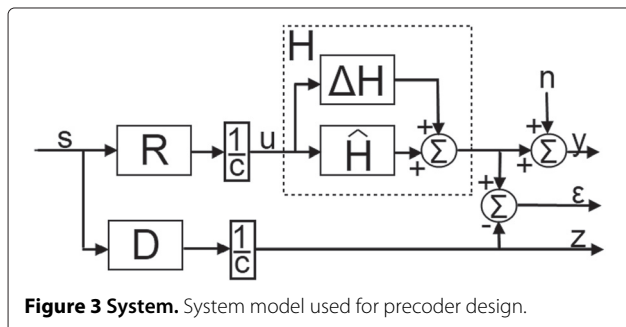 H
ΔH
n
s
R
1/c
u
Ĥ
+
+
Σ
+
+
Σ
y
+
-
Σ
ε
D
1/c
z
Figure 3 System. System model used for precoder design.